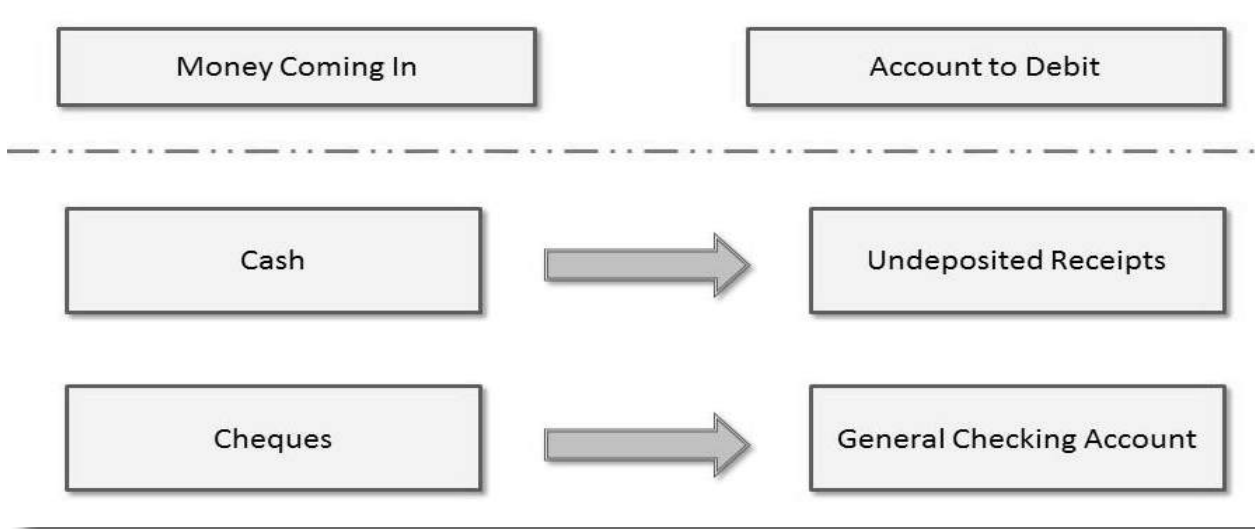 Money Coming In
Account to Debit
Cash
Undeposited Receipts
Cheques
General Checking Account